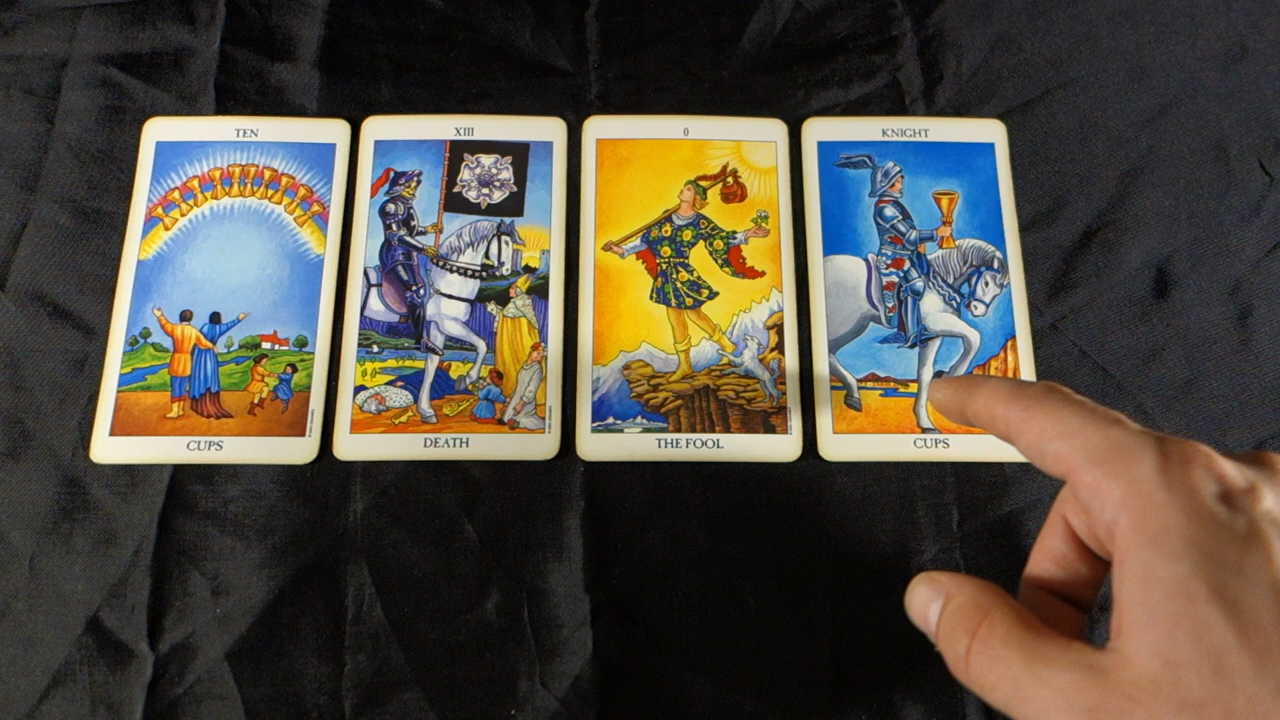 TEN
CUPS
XIII
DEATH
0
THE FOOL
KNIGHT
CUPS